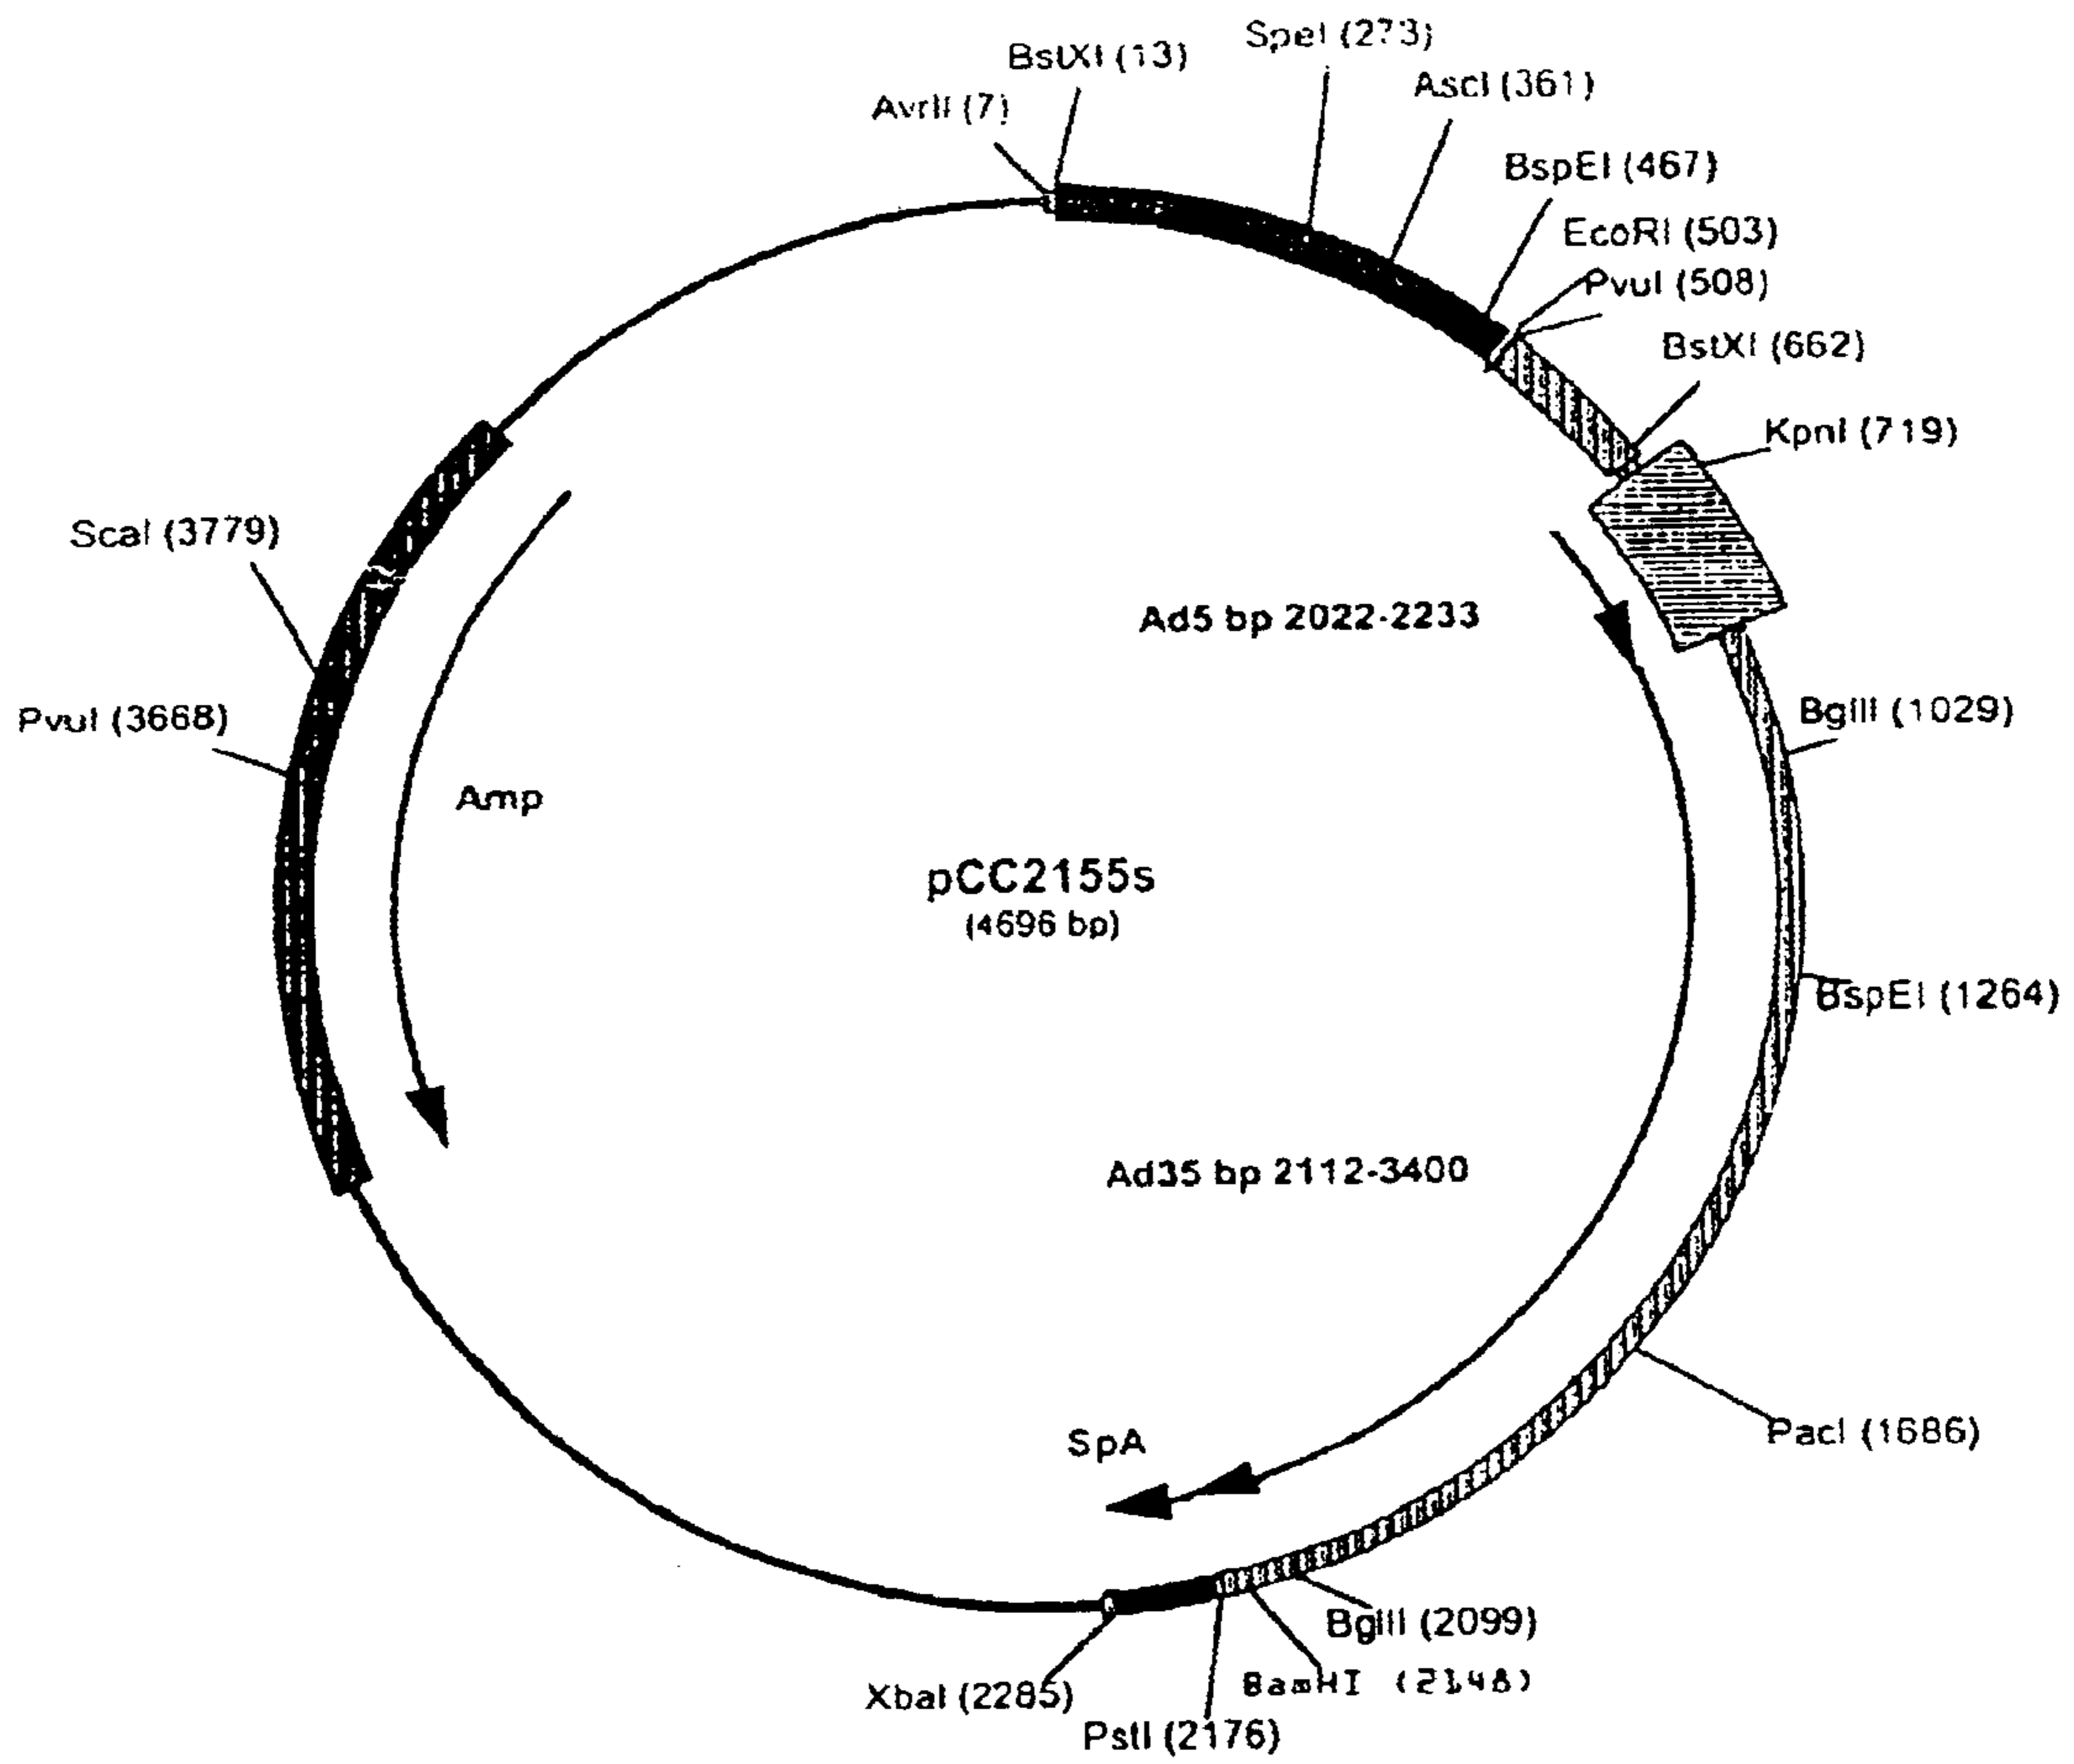 BstXI (13)
SpeI (273)
AscI (361)
AvrII (7)
BspEI (467)
EcoRI (503)
PvuI (508)
BstXI (662)
KpnI (719)
ScaI (3779)
Ad5 bp 2022-2233
PvuI (3668)
BglII (1029)
Amp
pCC2155s
(4696 bp)
BspEI (1264)
Ad35 bp 2112-3400
PacI (1686)
SpA
BglII (2099)
BamHI (2148)
XbaI (2285)
PstI (2176)